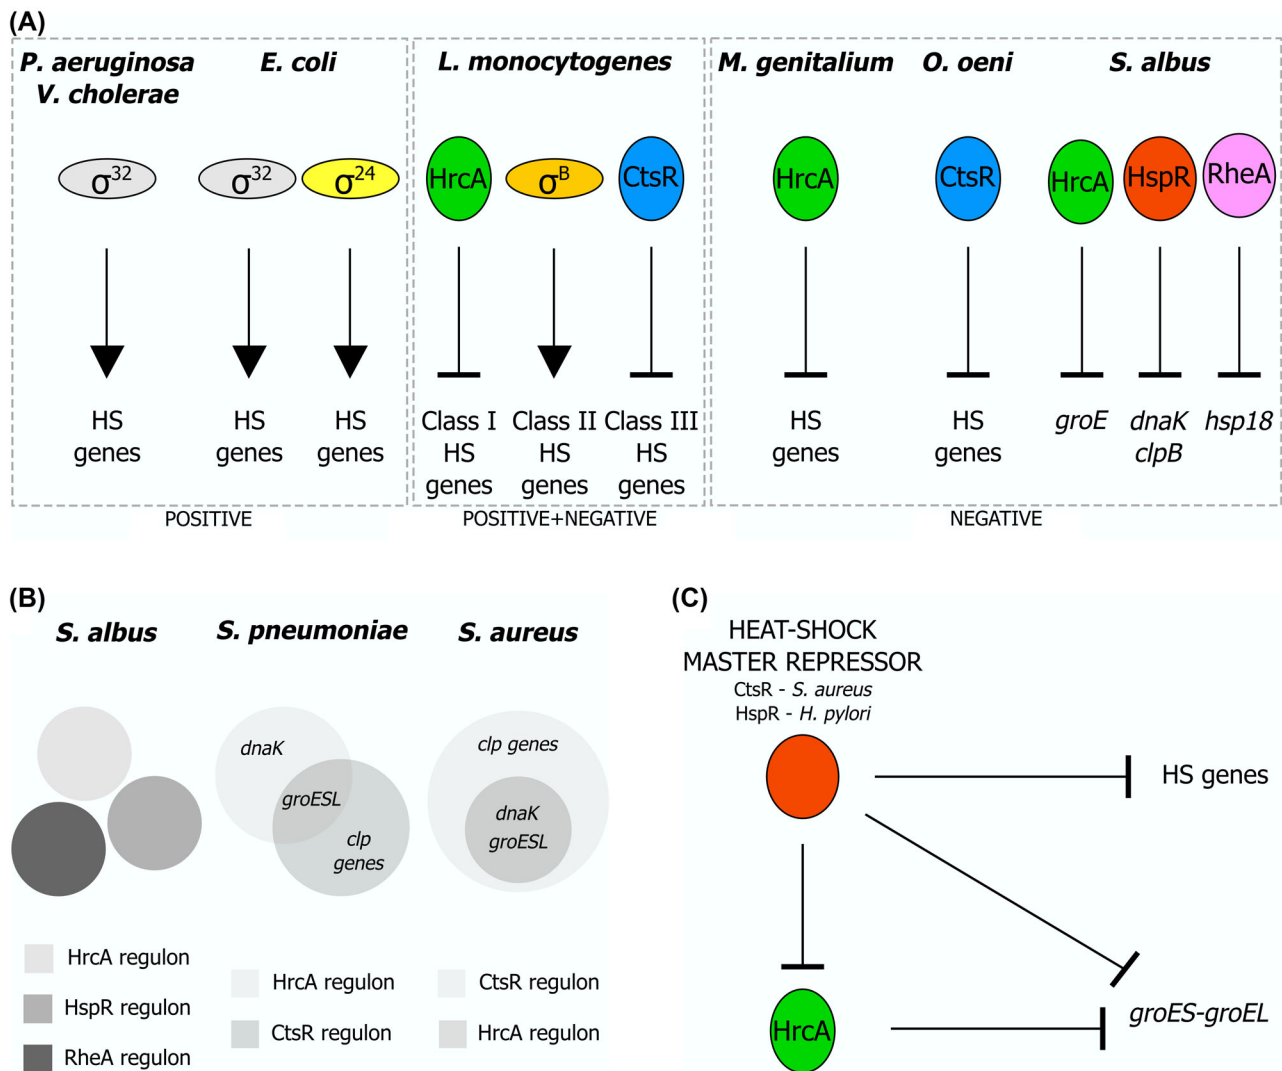 (A)
P. aeruginosa
V. cholerae
E. coli
L. monocytogenes
M. genitalium
O. oeni
S. albus
σ32
σ32
σ24
HrcA
σB
CtsR
HrcA
CtsR
HrcA
HspR
RheA
HS
genes
HS
genes
HS
genes
Class I
HS
genes
Class II
HS
genes
Class III
HS
genes
HS
genes
HS
genes
groE
dnaK
clpB
hsp18
POSITIVE
POSITIVE+NEGATIVE
NEGATIVE
(B)
S. albus
S. pneumoniae
S. aureus
dnaK
groESL
clp
genes
clp genes
dnaK
groESL
HrcA regulon
HspR regulon
RheA regulon
HrcA regulon
CtsR regulon
CtsR regulon
HrcA regulon
(C)
HEAT-SHOCK
MASTER REPRESSOR
CtsR - S. aureus
HspR - H. pylori
HS genes
HrcA
groES-groEL